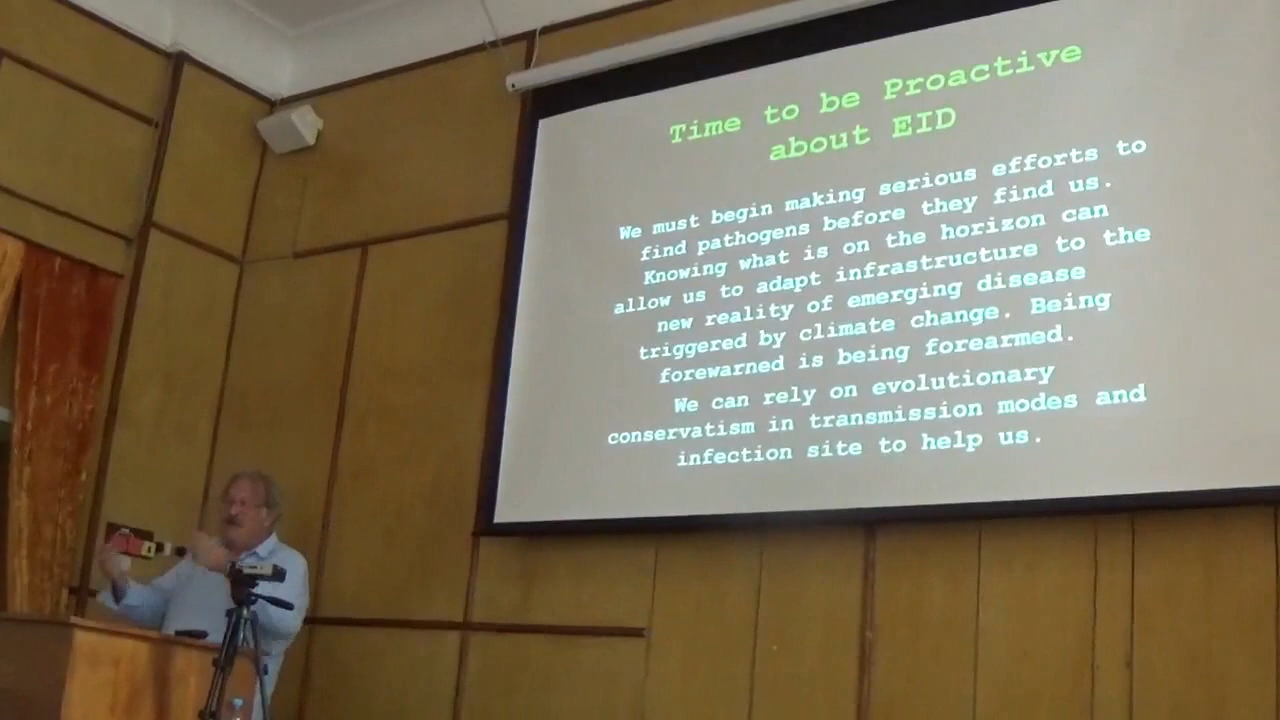 Time to be Proactive
about EID
We must begin making serious efforts to
find pathogens before they find us.
Knowing what is on the horizon can
allow us to adapt infrastructure to the
new reality of emerging disease
triggered by climate change. Being
forewarned is being forearmed.
We can rely on evolutionary
conservatism in transmission modes and
infection site to help us.